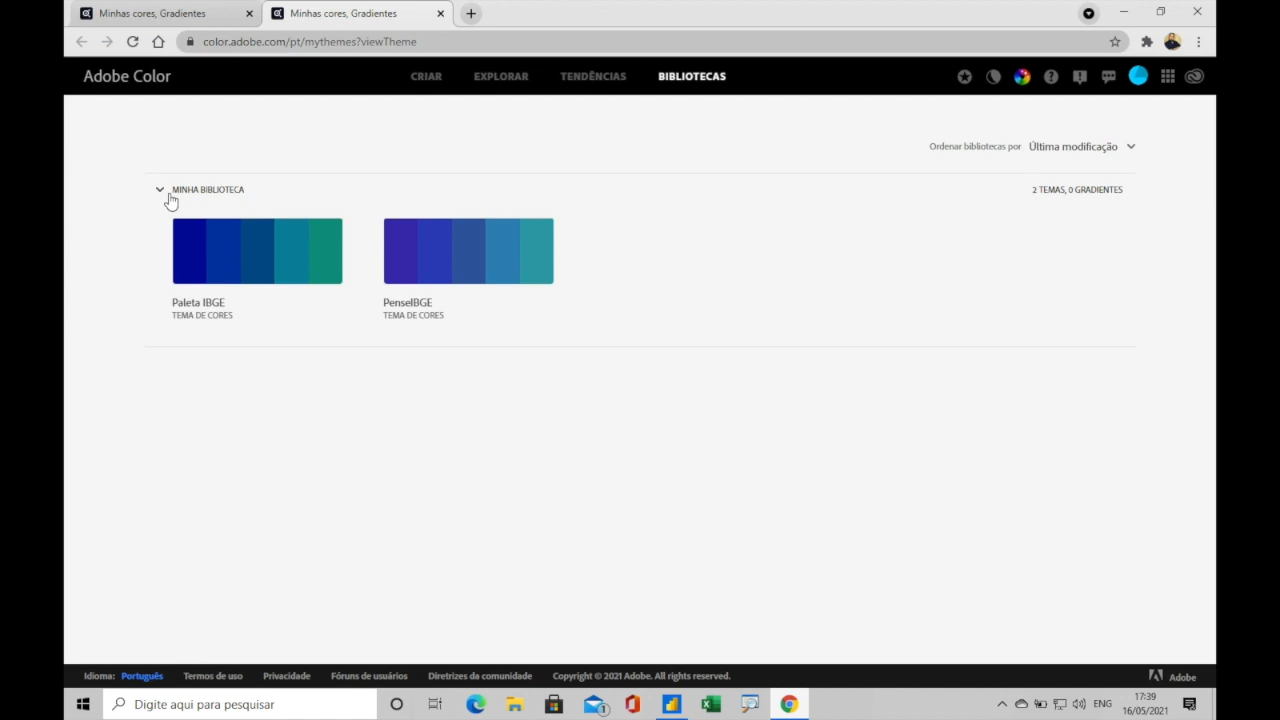 Minhas cores, Gradientes
Minhas cores, Gradientes
color.adobe.com/pt/mythemes?viewTheme
Adobe Color
CRIAR
EXPLORAR
TENDÊNCIAS
BIBLIOTECAS
Ordenar bibliotecas por Última modificação
MINHA BIBLIOTECA
2 TEMAS, 0 GRADIENTES
Paleta IBGE
TEMA DE CORES
PenseIBGE
TEMA DE CORES
Idioma: Português
Termos de uso
Privacidade
Fóruns de usuários
Diretrizes da comunidade
Copyright © 2021 Adobe. All rights reserved.
Adobe
Digite aqui para pesquisar
1
ENG
17:39
16/05/2021